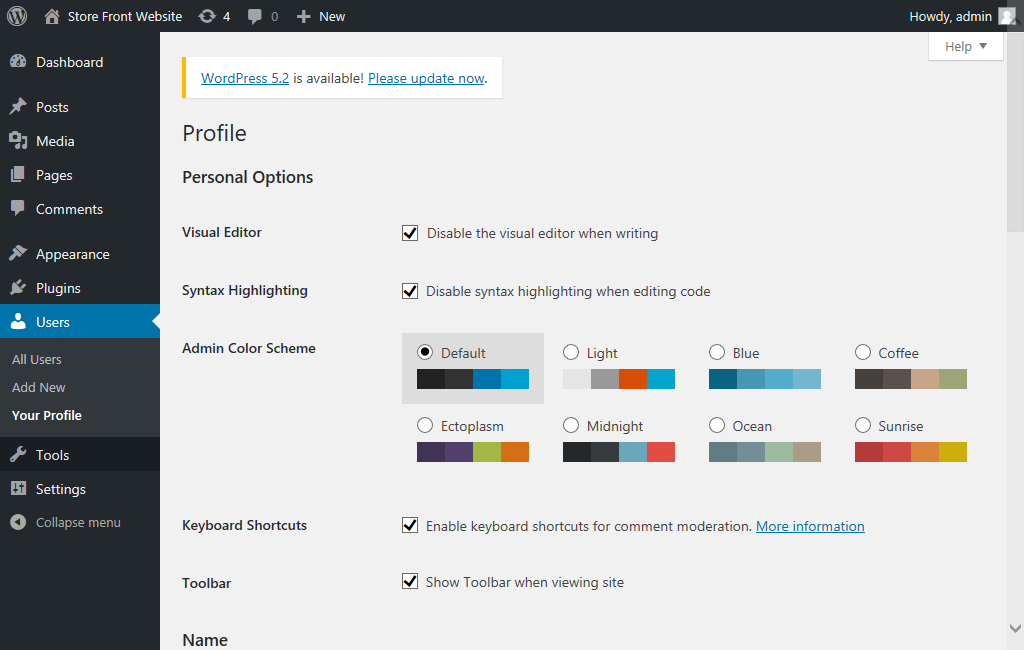 Store Front Website 4 0 New Howdy, admin
Help
Dashboard
Posts
Media
Pages
Comments
Appearance
Plugins
Users
All Users
Add New
Your Profile
Tools
Settings
Collapse menu
WordPress 5.2 is available! Please update now.
Profile
Personal Options
Visual Editor Disable the visual editor when writing
Syntax Highlighting Disable syntax highlighting when editing code
Admin Color Scheme Default Light Blue Coffee
Ectoplasm Midnight Ocean Sunrise
Keyboard Shortcuts Enable keyboard shortcuts for comment moderation. More information
Toolbar Show Toolbar when viewing site
Name